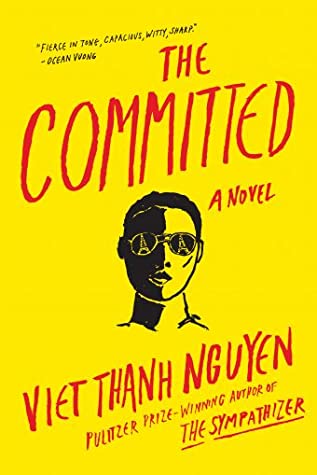 "FIERCE IN TONE, CAPACIOUS, WITTY, SHARP."
- OCEAN VUONG
THE
COMMITTED
A NOVEL
VIET THANH NGUYEN
PULITZER PRIZE-WINNING AUTHOR OF
THE SYMPATHIZER